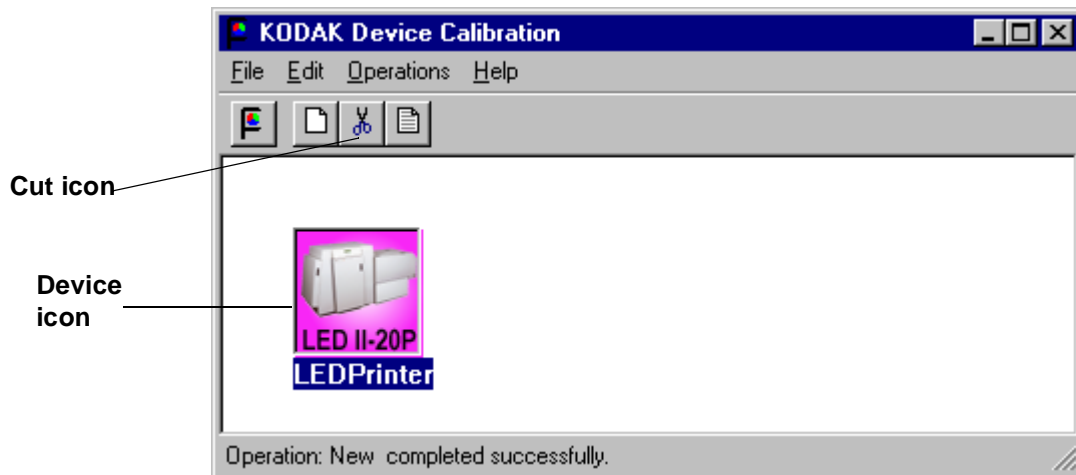 KODAK Device Calibration
File Edit Operations Help
Cut icon
Device
icon
LED II-20P
LEDPrinter
Operation: New  completed successfully.